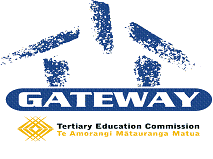 GATEWAY
Tertiary Education Commission
Te Amorangi Mātauranga Matua